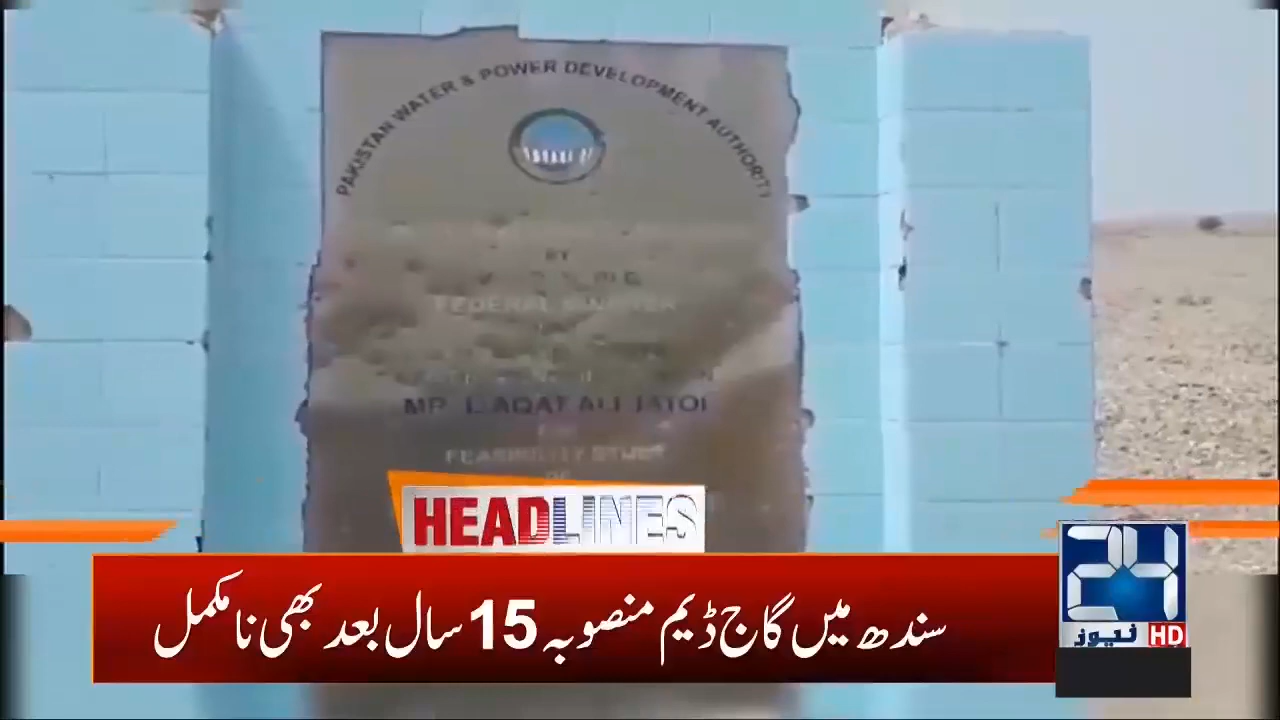 PAKISTAN WATER & POWER DEVELOPMENT AUTHORITY
BY
FEDERAL MINISTER
MR. LIAQAT ALI JATOI
FEASIBILITY STUDY
OF
HEADLINES
سندھ میں گاج ڈیم منصوبہ 15 سال بعد بھی نامکمل
24
نیوز HD